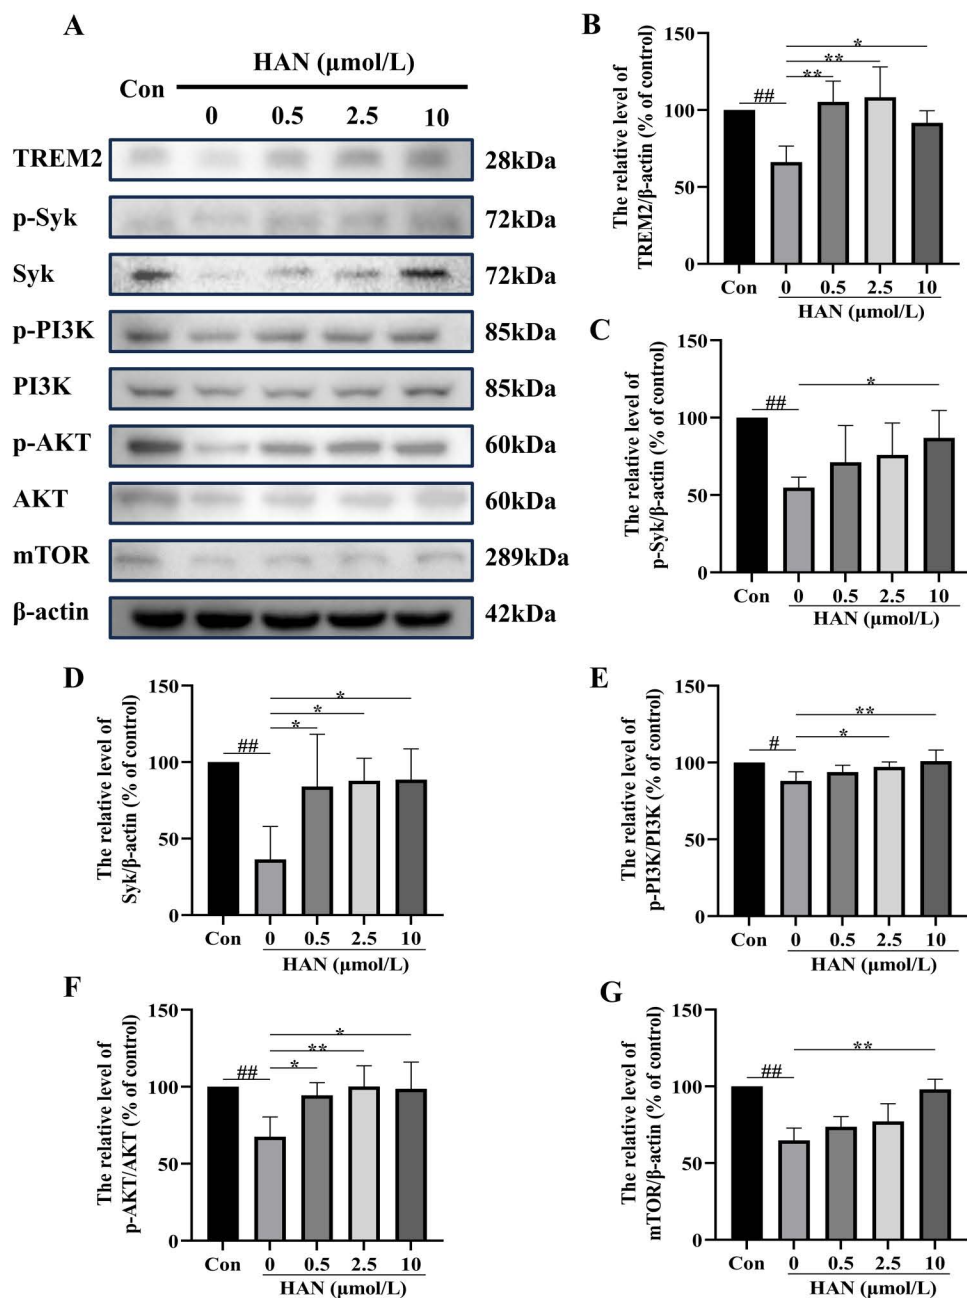 A
HAN (μmol/L)
Con
0 0.5 2.5 10
TREM2 28kDa
p-Syk 72kDa
Syk 72kDa
p-PI3K 85kDa
PI3K 85kDa
p-AKT 60kDa
AKT 60kDa
mTOR 289kDa
β-actin 42kDa
B
The relative level of
TREM2/β-actin (% of control)
150
100
50
0
##
**
**
*
Con 0 0.5 2.5 10
HAN (μmol/L)
C
The relative level of
p-Syk/β-actin (% of control)
150
100
50
0
##
*
Con 0 0.5 2.5 10
HAN (μmol/L)
D
The relative level of
Syk/β-actin (% of control)
150
100
50
0
##
*
*
*
Con 0 0.5 2.5 10
HAN (μmol/L)
E
The relative level of
p-PI3K/PI3K (% of control)
150
100
50
0
#
*
**
Con 0 0.5 2.5 10
HAN (μmol/L)
F
The relative level of
p-AKT/AKT (% of control)
150
100
50
0
##
*
**
*
Con 0 0.5 2.5 10
HAN (μmol/L)
G
The relative level of
mTOR/β-actin (% of control)
150
100
50
0
##
**
Con 0 0.5 2.5 10
HAN (μmol/L)